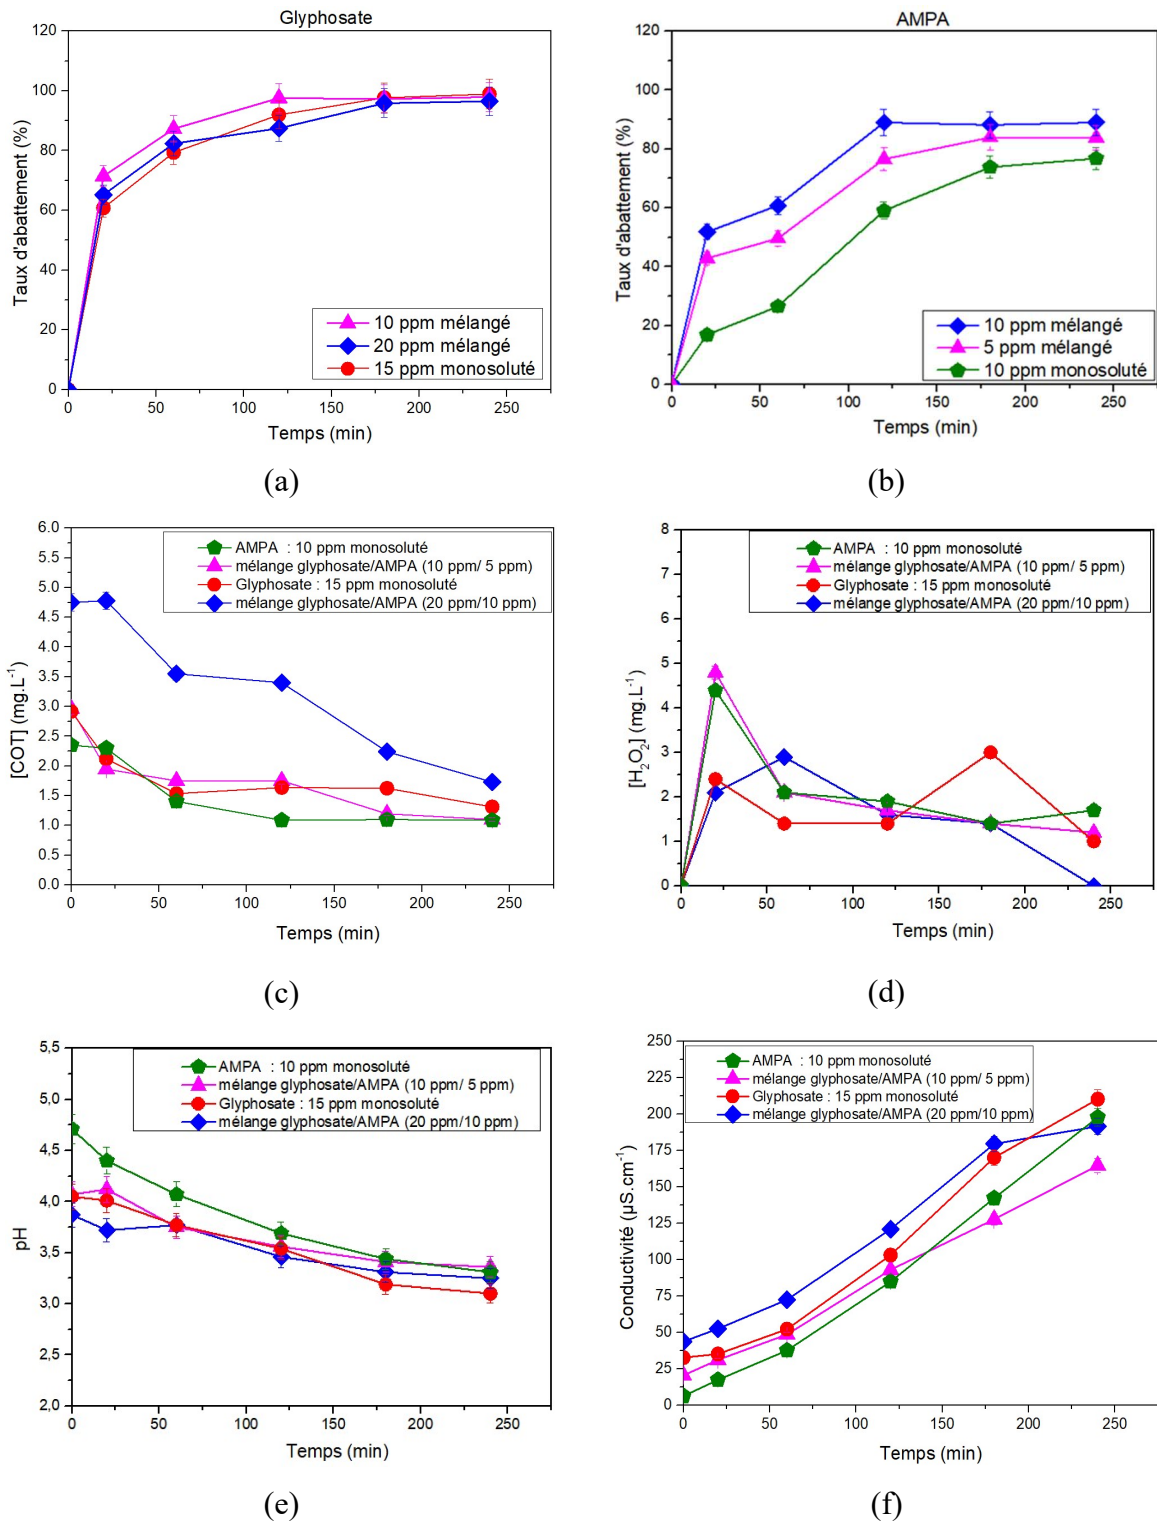 Glyphosate
120
100
80
60
40
20
0
0 50 100 150 200 250
Taux d'abattement (%)
Temps (min)
10 ppm mélangé
20 ppm mélangé
15 ppm monosoluté
(a)
AMPA
120
100
80
60
40
20
0
0 50 100 150 200 250
Taux d'abattement (%)
Temps (min)
10 ppm mélangé
5 ppm mélangé
10 ppm monosoluté
(b)
6.0
5.5
5.0
4.5
4.0
3.5
3.0
2.5
2.0
1.5
1.0
0.5
0.0
0 50 100 150 200 250
[COT] (mg.L⁻¹)
Temps (min)
AMPA : 10 ppm monosoluté
mélange glyphosate/AMPA (10 ppm/ 5 ppm)
Glyphosate : 15 ppm monosoluté
mélange glyphosate/AMPA (20 ppm/10 ppm)
(c)
8
7
6
5
4
3
2
1
0
0 50 100 150 200 250
[H₂O₂] (mg.L⁻¹)
Temps (min)
AMPA : 10 ppm monosoluté
mélange glyphosate/AMPA (10 ppm/ 5 ppm)
Glyphosate : 15 ppm monosoluté
mélange glyphosate/AMPA (20 ppm/10 ppm)
(d)
5,5
5,0
4,5
4,0
3,5
3,0
2,5
2,0
0 50 100 150 200 250
pH
Temps (min)
AMPA : 10 ppm monosoluté
mélange glyphosate/AMPA (10 ppm/ 5 ppm)
Glyphosate : 15 ppm monosoluté
mélange glyphosate/AMPA (20 ppm/10 ppm)
(e)
250
225
200
175
150
125
100
75
50
25
0
0 50 100 150 200 250
Conductivité (µS.cm⁻¹)
Temps (min)
AMPA : 10 ppm monosoluté
mélange glyphosate/AMPA (10 ppm/ 5 ppm)
Glyphosate : 15 ppm monosoluté
mélange glyphosate/AMPA (20 ppm/10 ppm)
(f)